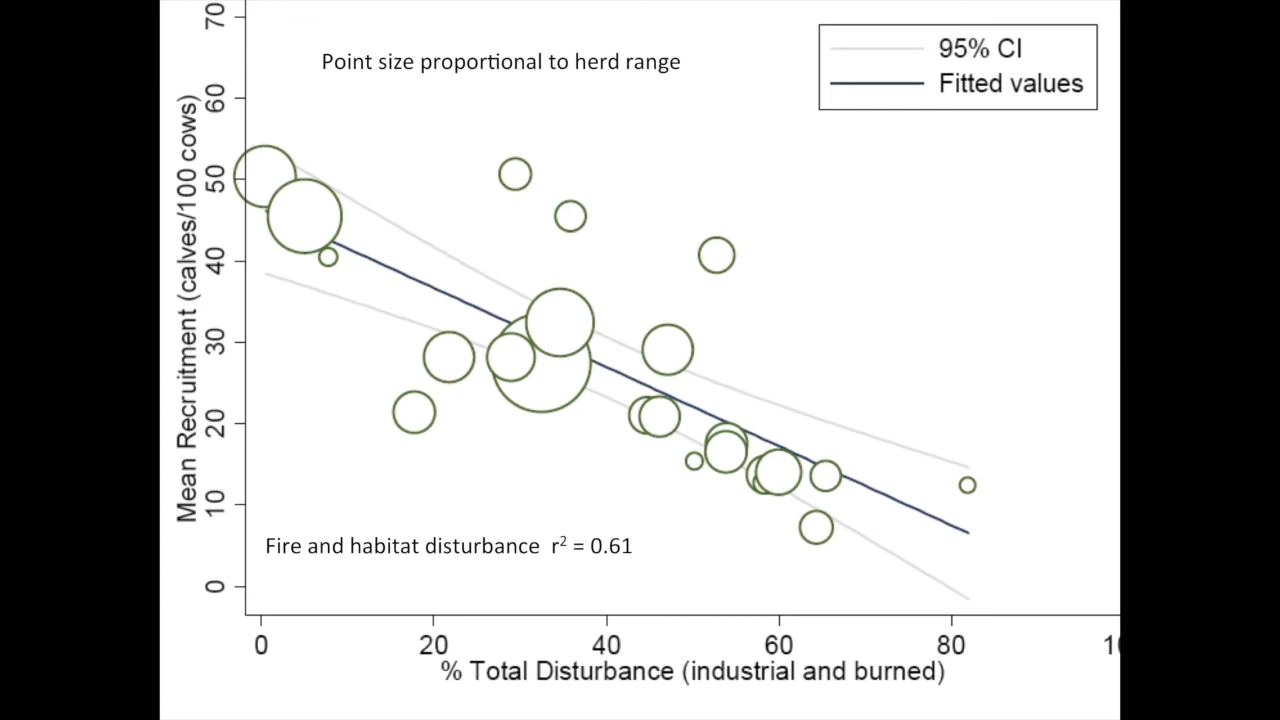 70
60
50
40
30
20
10
0
Mean Recruitment (calves/100 cows)
Point size proportional to herd range
95% CI
Fitted values
Fire and habitat disturbance r² = 0.61
0 20 40 60 80 10
% Total Disturbance (industrial and burned)